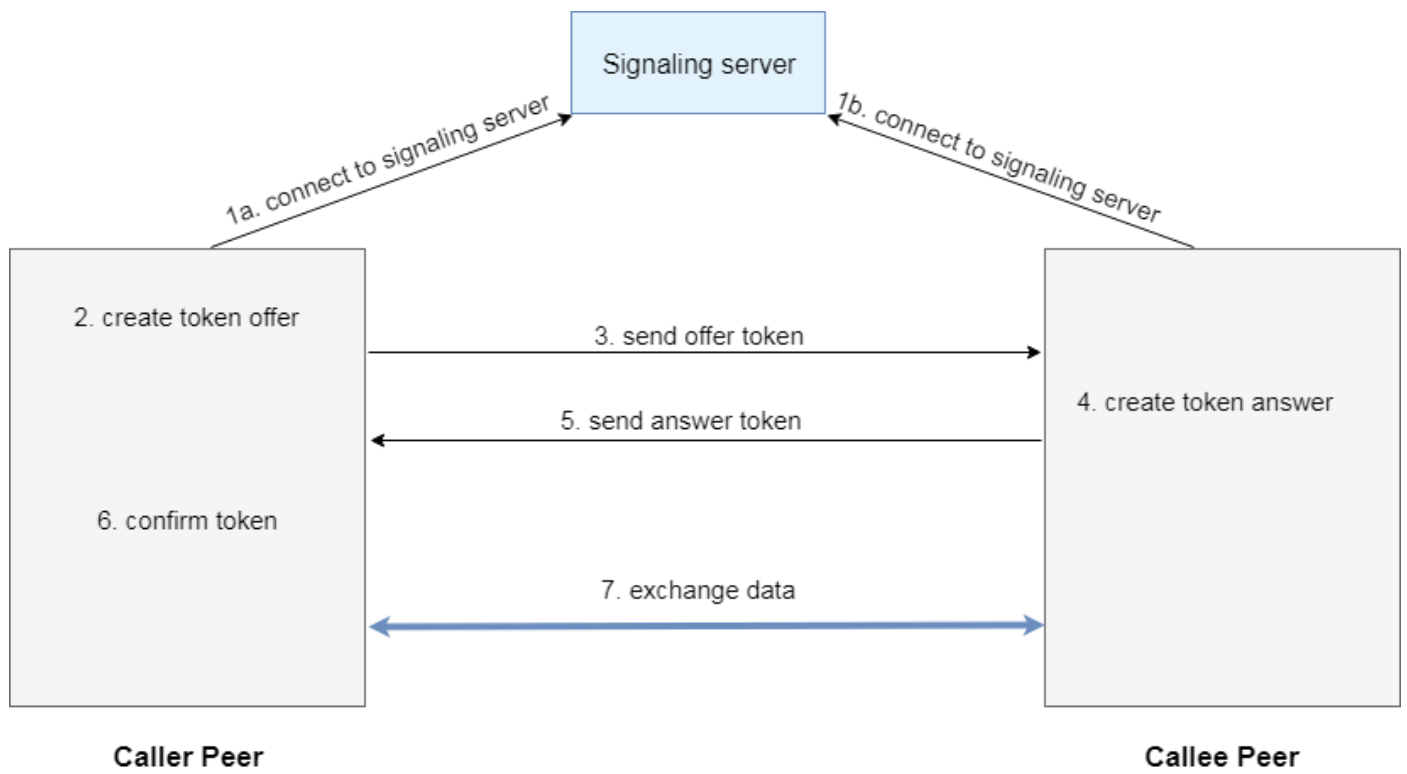 Signaling server
1a. connect to signaling server
1b. connect to signaling server
2. create token offer
3. send offer token
4. create token answer
5. send answer token
6. confirm token
7. exchange data
Caller Peer
Callee Peer